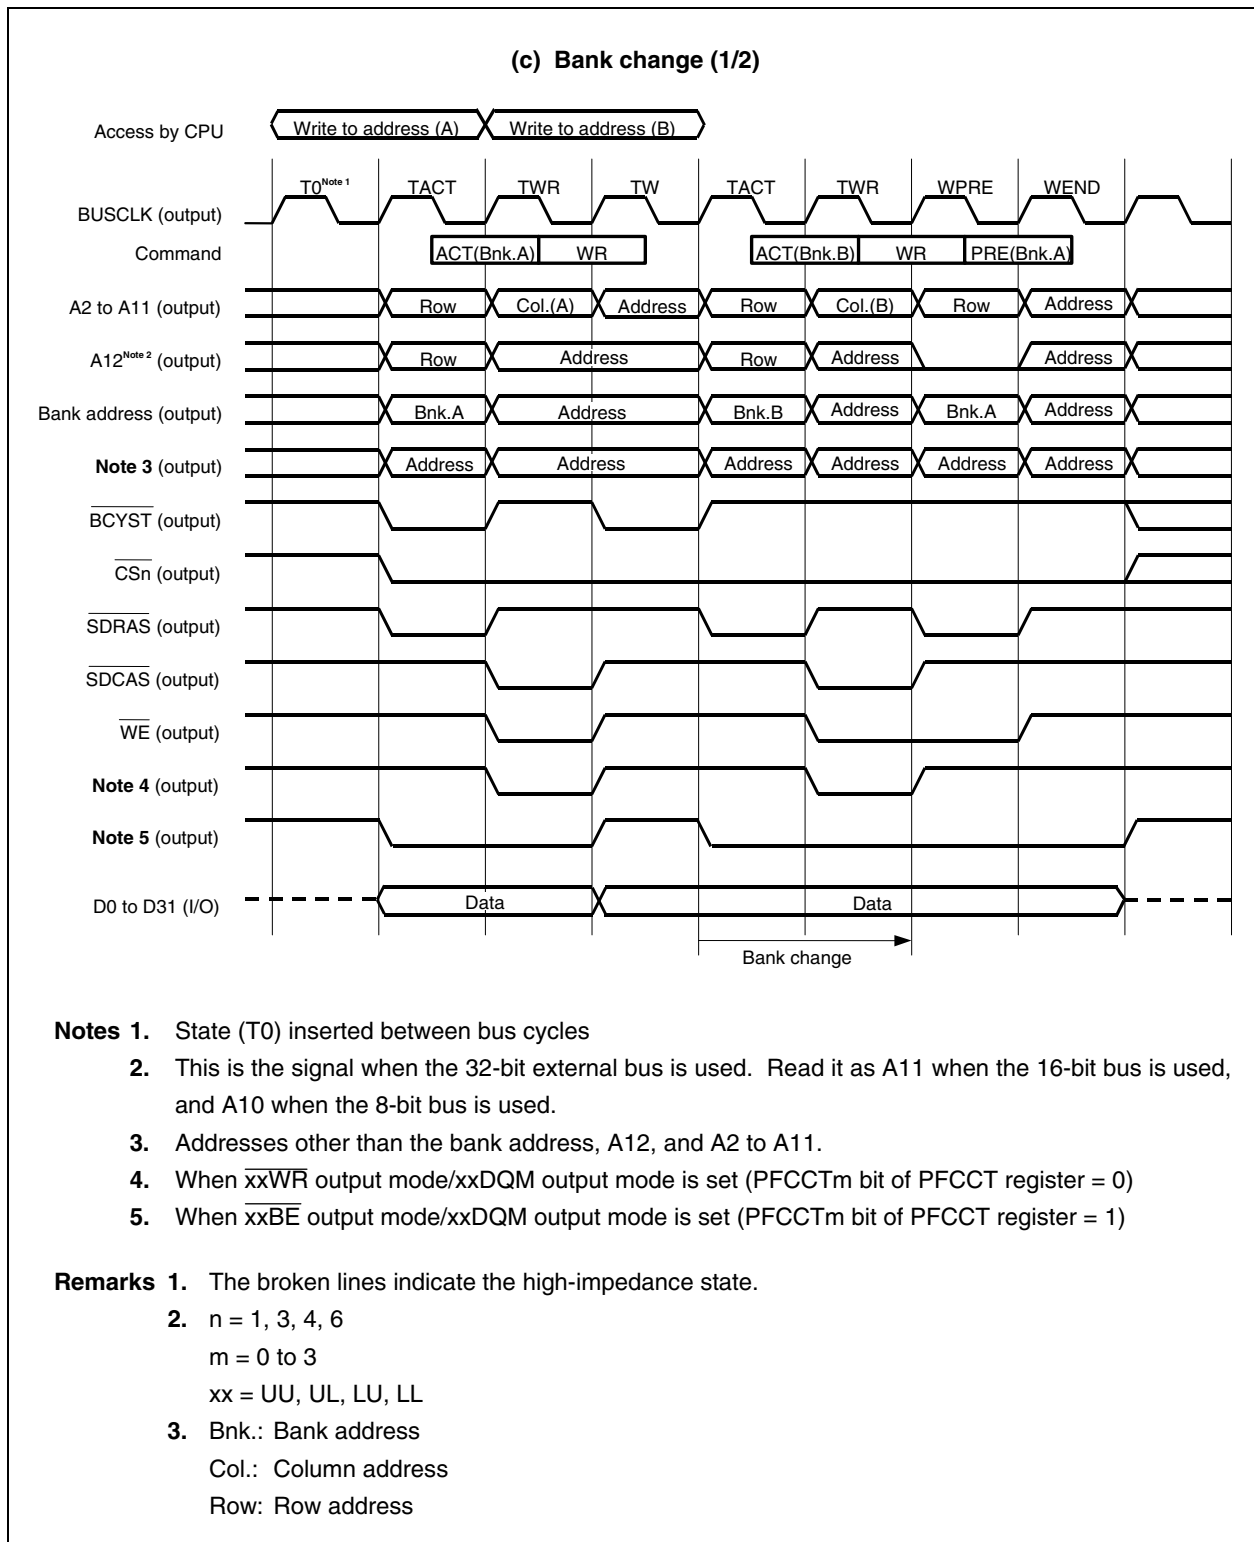 (c) Bank change (1/2)
Access by CPU Write to address (A) Write to address (B)
T0Note 1 TACT TWR TW TACT TWR WPRE WEND
BUSCLK (output)
Command ACT(Bnk.A) WR ACT(Bnk.B) WR PRE(Bnk.A)
A2 to A11 (output) Row Col.(A) Address Row Col.(B) Row Address
A12Note 2 (output) Row Address Row Address Address
Bank address (output) Bnk.A Address Bnk.B Address Bnk.A Address
Note 3 (output) Address Address Address Address Address Address
BCYST (output)
CSn (output)
SDRAS (output)
SDCAS (output)
WE (output)
Note 4 (output)
Note 5 (output)
D0 to D31 (I/O) Data Data
Bank change
Notes 1. State (T0) inserted between bus cycles
2. This is the signal when the 32-bit external bus is used. Read it as A11 when the 16-bit bus is used,
and A10 when the 8-bit bus is used.
3. Addresses other than the bank address, A12, and A2 to A11.
4. When xxWR output mode/xxDQM output mode is set (PFCCTm bit of PFCCT register = 0)
5. When xxBE output mode/xxDQM output mode is set (PFCCTm bit of PFCCT register = 1)
Remarks 1. The broken lines indicate the high-impedance state.
2. n = 1, 3, 4, 6
m = 0 to 3
xx = UU, UL, LU, LL
3. Bnk.: Bank address
Col.: Column address
Row: Row address